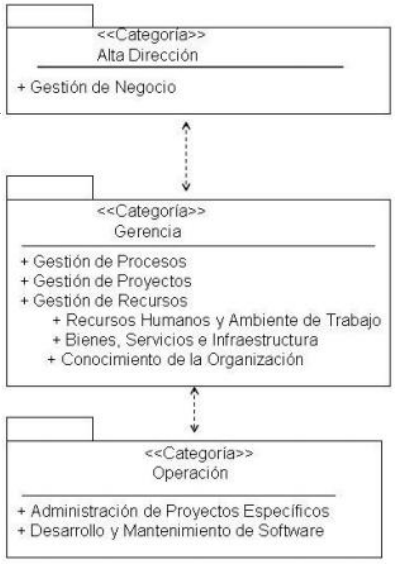 <<Categoría>>
Alta Dirección
+ Gestión de Negocio
<<Categoría>>
Gerencia
+ Gestión de Procesos
+ Gestión de Proyectos
+ Gestión de Recursos
+ Recursos Humanos y Ambiente de Trabajo
+ Bienes, Servicios e Infraestructura
+ Conocimiento de la Organización
<<Categoría>>
Operación
+ Administración de Proyectos Específicos
+ Desarrollo y Mantenimiento de Software